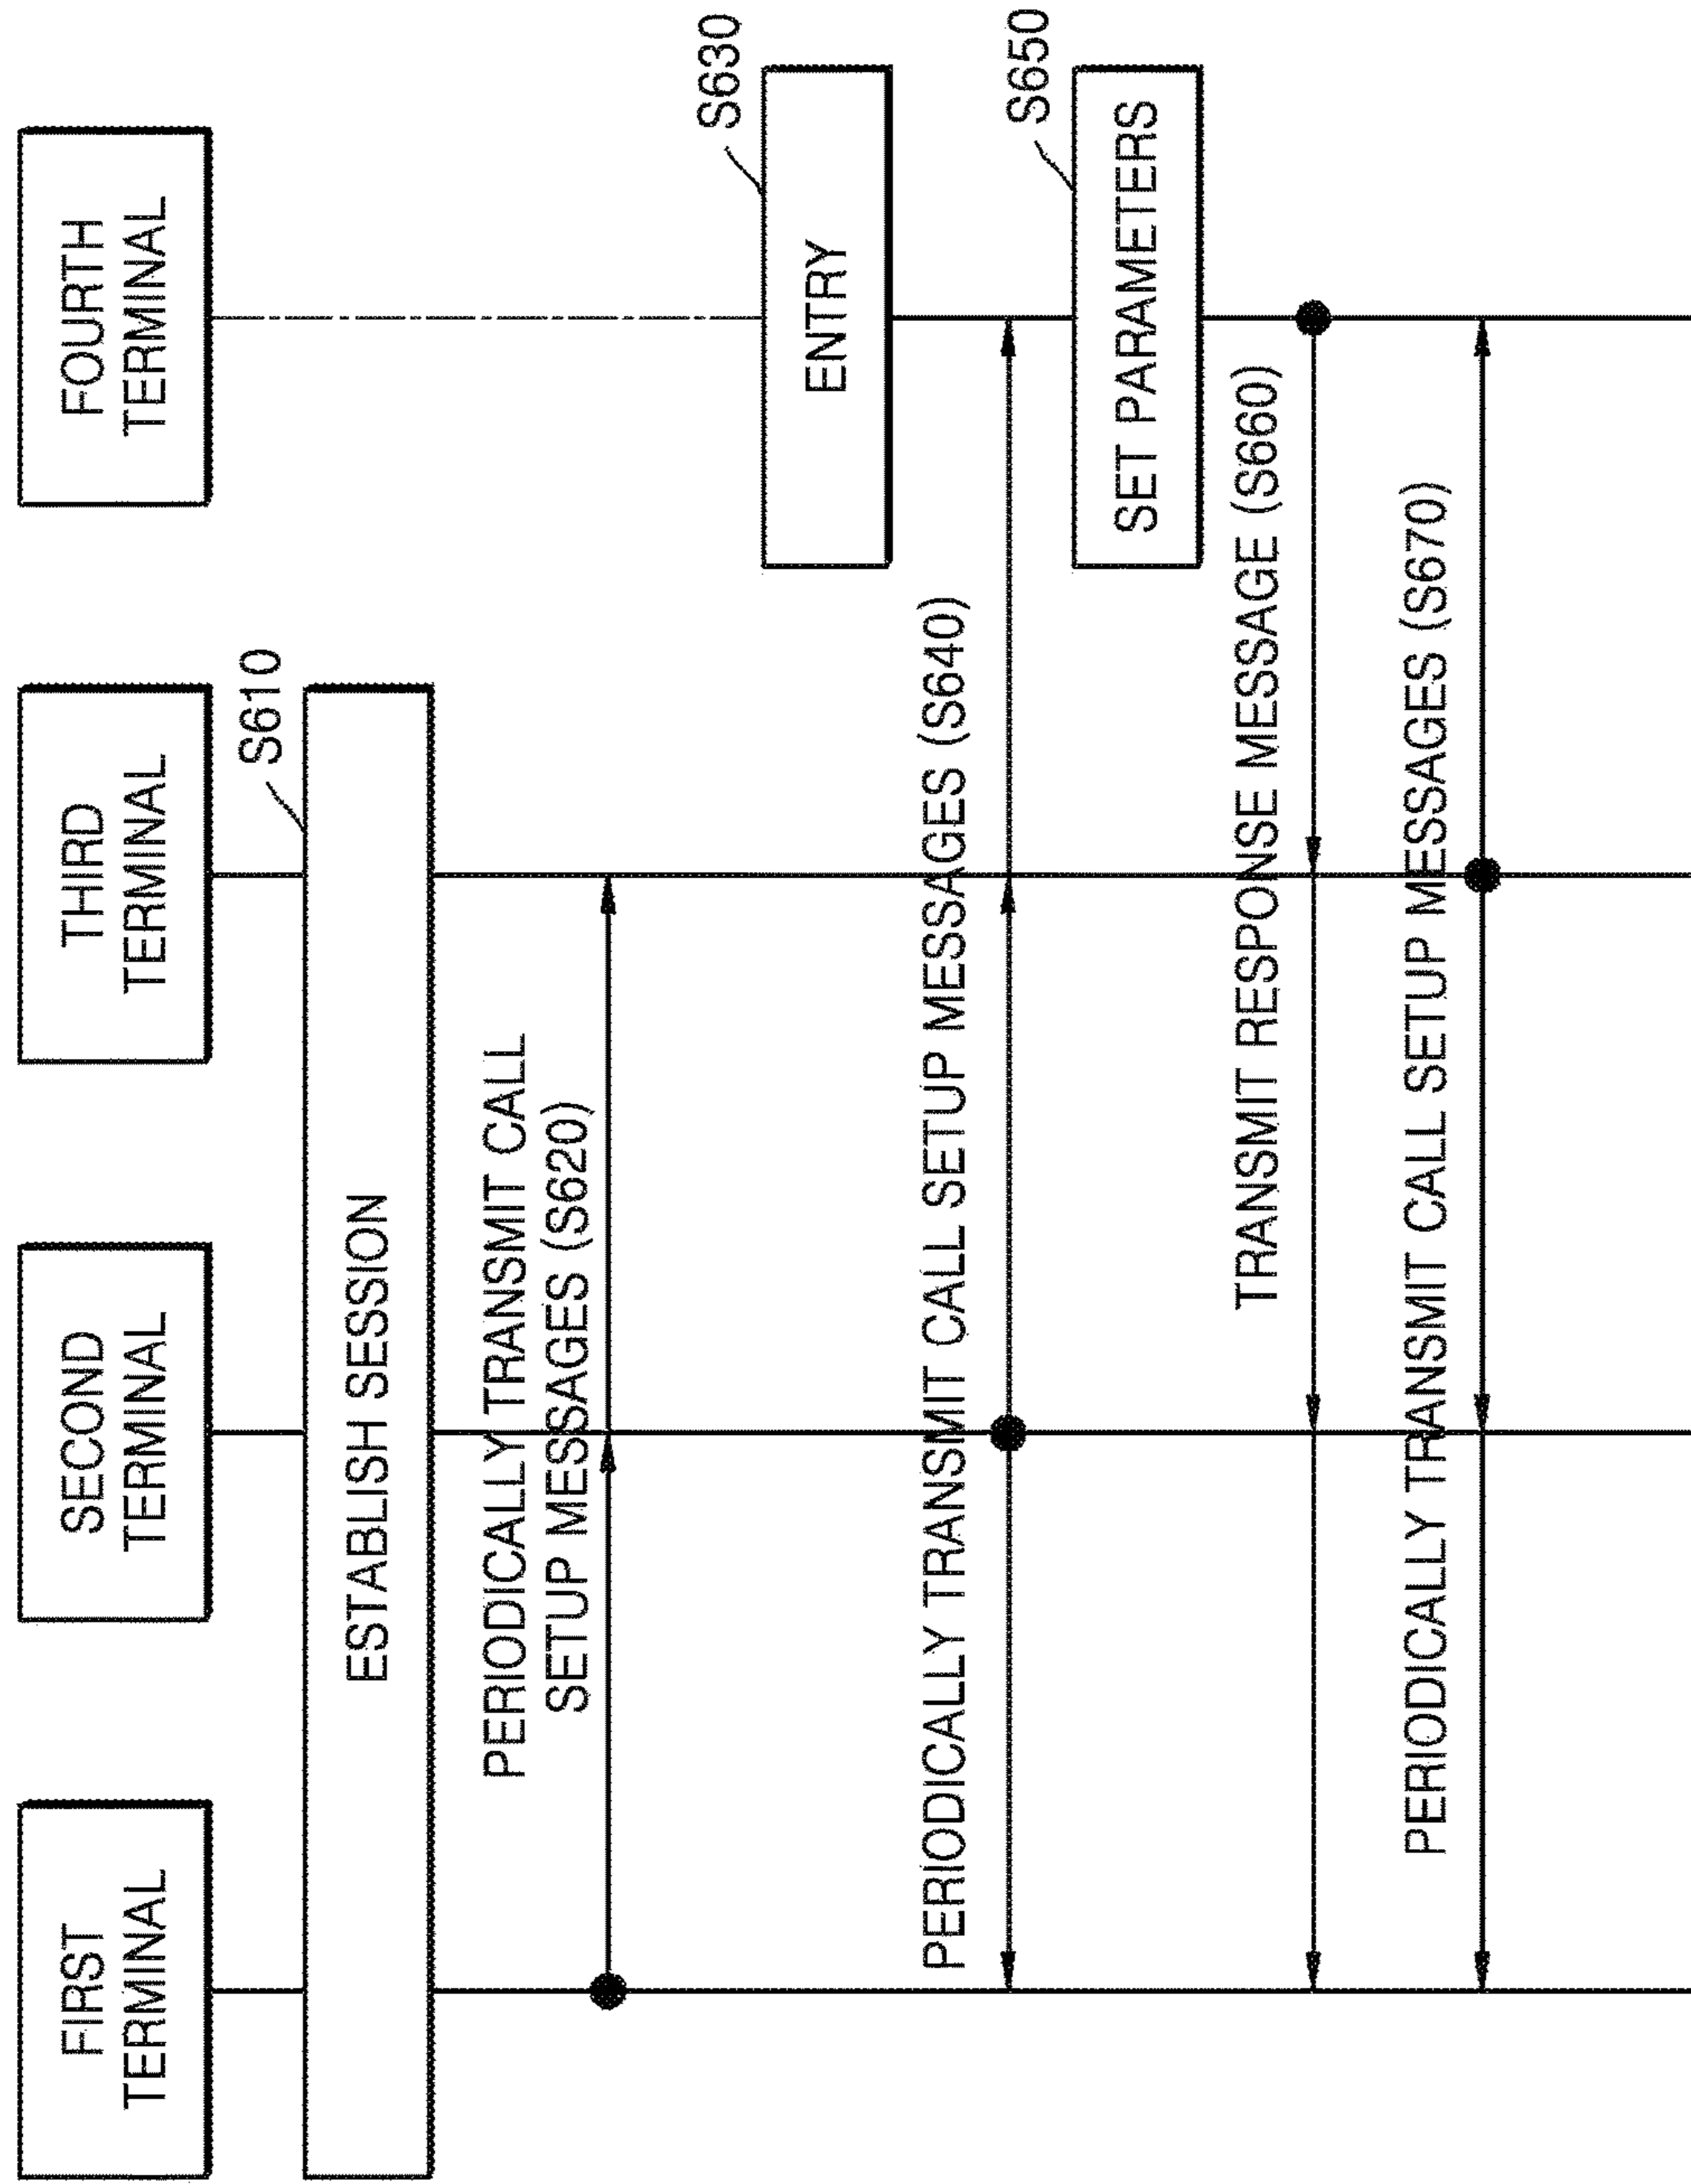 FIRST
TERMINAL
SECOND
TERMINAL
THIRD
TERMINAL
FOURTH
TERMINAL
S610
ESTABLISH SESSION
PERIODICALLY TRANSMIT CALL
SETUP MESSAGES (S620)
S630
ENTRY
PERIODICALLY TRANSMIT CALL SETUP MESSAGES (S640)
S650
SET PARAMETERS
TRANSMIT RESPONSE MESSAGE (S660)
PERIODICALLY TRANSMIT CALL SETUP MESSAGES (S670)